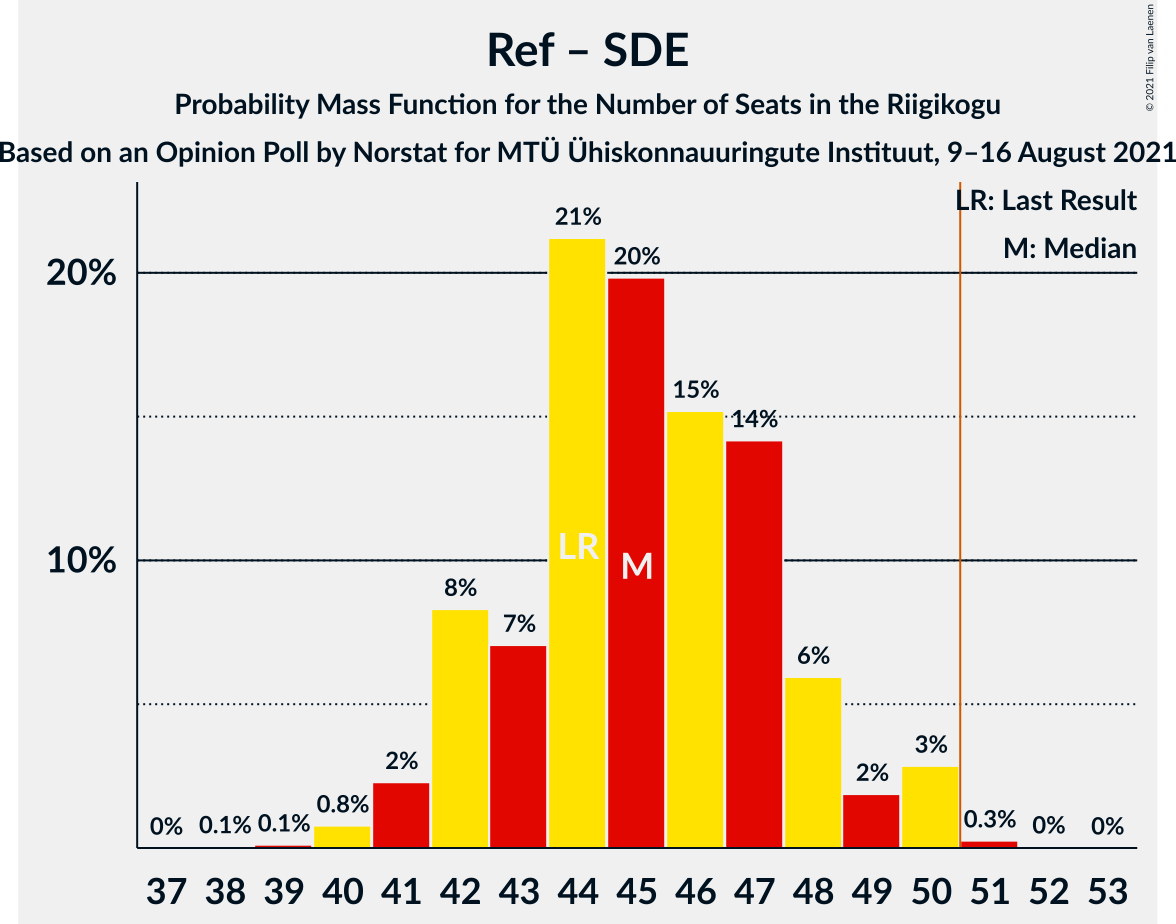 Ref – SDE
Probability Mass Function for the Number of Seats in the Riigikogu
Based on an Opinion Poll by Norstat for MTÜ Ühiskonnauuringute Instituut, 9–16 August 2021
© 2021 Filip van Laenen
LR: Last Result
M: Median
20%
10%
0% 0.1% 0.1% 0.8% 2% 8% 7% 21% 20% 15% 14% 6% 2% 3% 0.3% 0% 0%
LR M
37 38 39 40 41 42 43 44 45 46 47 48 49 50 51 52 53